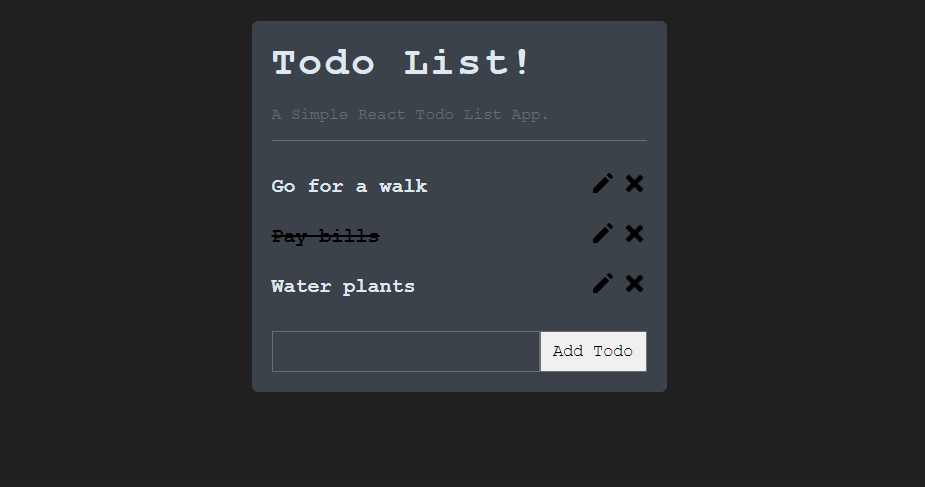 Todo List!
A Simple React Todo List App.
Go for a walk
Pay bills
Water plants
Add Todo